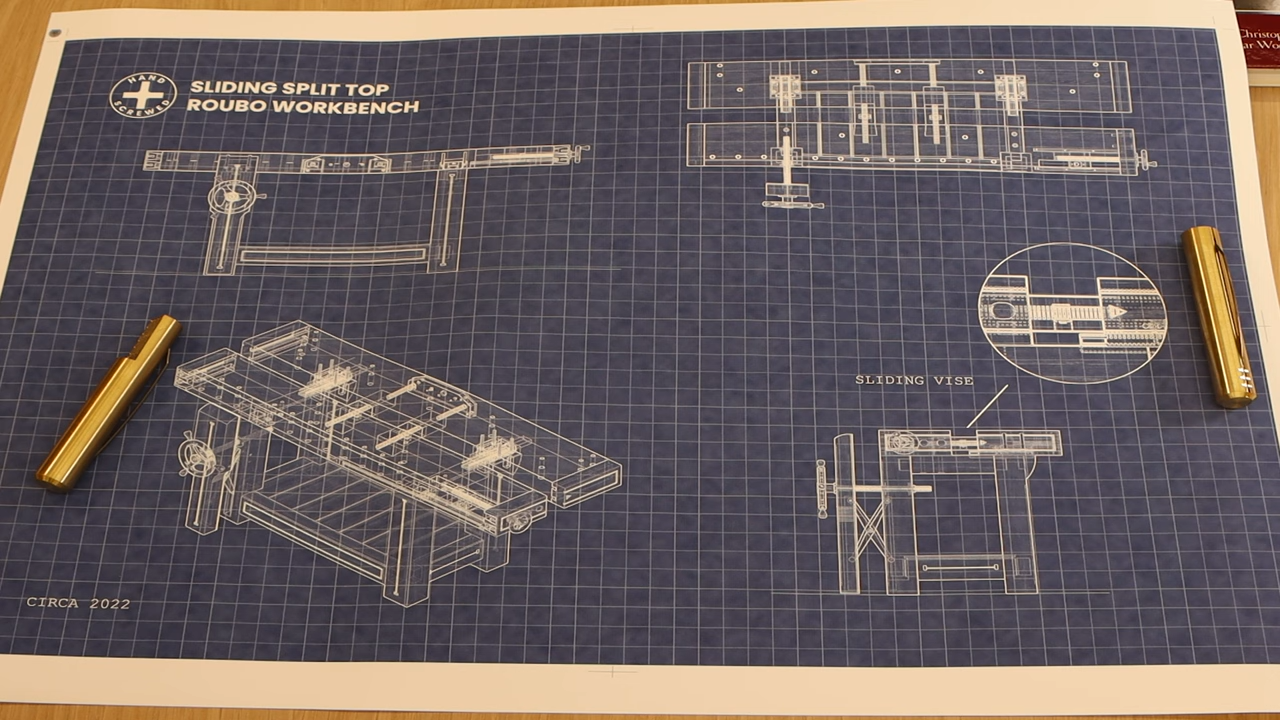 HAND
SCREWED
SLIDING SPLIT TOP
ROUBO WORKBENCH
SLIDING VISE
CIRCA 2022